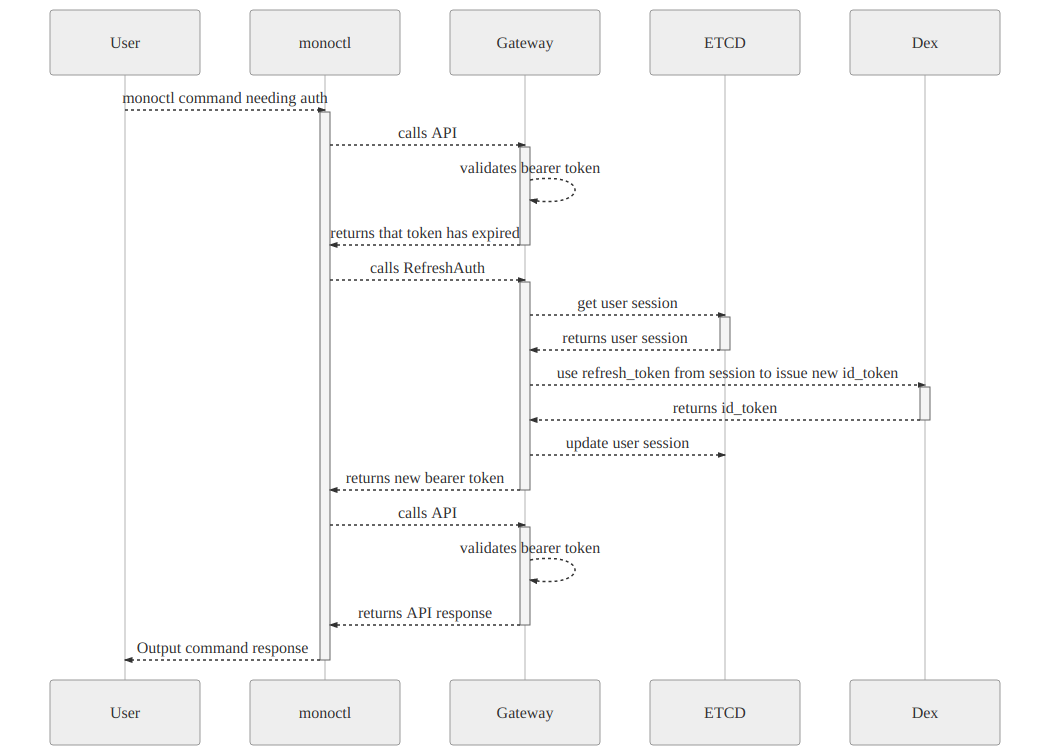 User
monoctl
Gateway
ETCD
Dex
monoctl command needing auth
calls API
validates bearer token
returns that token has expired
calls RefreshAuth
get user session
returns user session
use refresh_token from session to issue new id_token
returns id_token
update user session
returns new bearer token
calls API
validates bearer token
returns API response
Output command response
User
monoctl
Gateway
ETCD
Dex